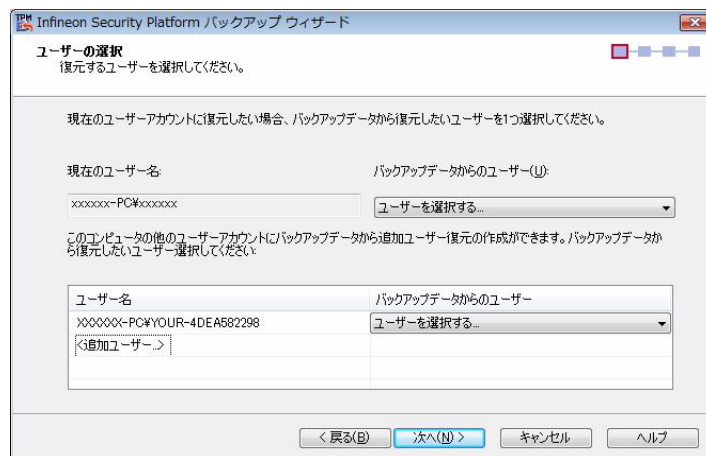 TPM Infineon Security Platform バックアップ ウィザード
ユーザーの選択
復元するユーザーを選択してください。
現在のユーザーアカウントに復元したい場合、バックアップデータから復元したいユーザーを1つ選択してください。
現在のユーザー名: バックアップデータからのユーザー(U):
xxxxxx-PC¥xxxxxx ユーザーを選択する...
このコンピュータの他のユーザーアカウントにバックアップデータから追加ユーザー復元の作成ができます。バックアップデータか
ら復元したいユーザー選択してください:
ユーザー名 バックアップデータからのユーザー
XXXXXX-PC¥YOUR-4DEA582298 ユーザーを選択する...
<追加ユーザー...>
< 戻る(B) 次へ(N) > キャンセル ヘルプ